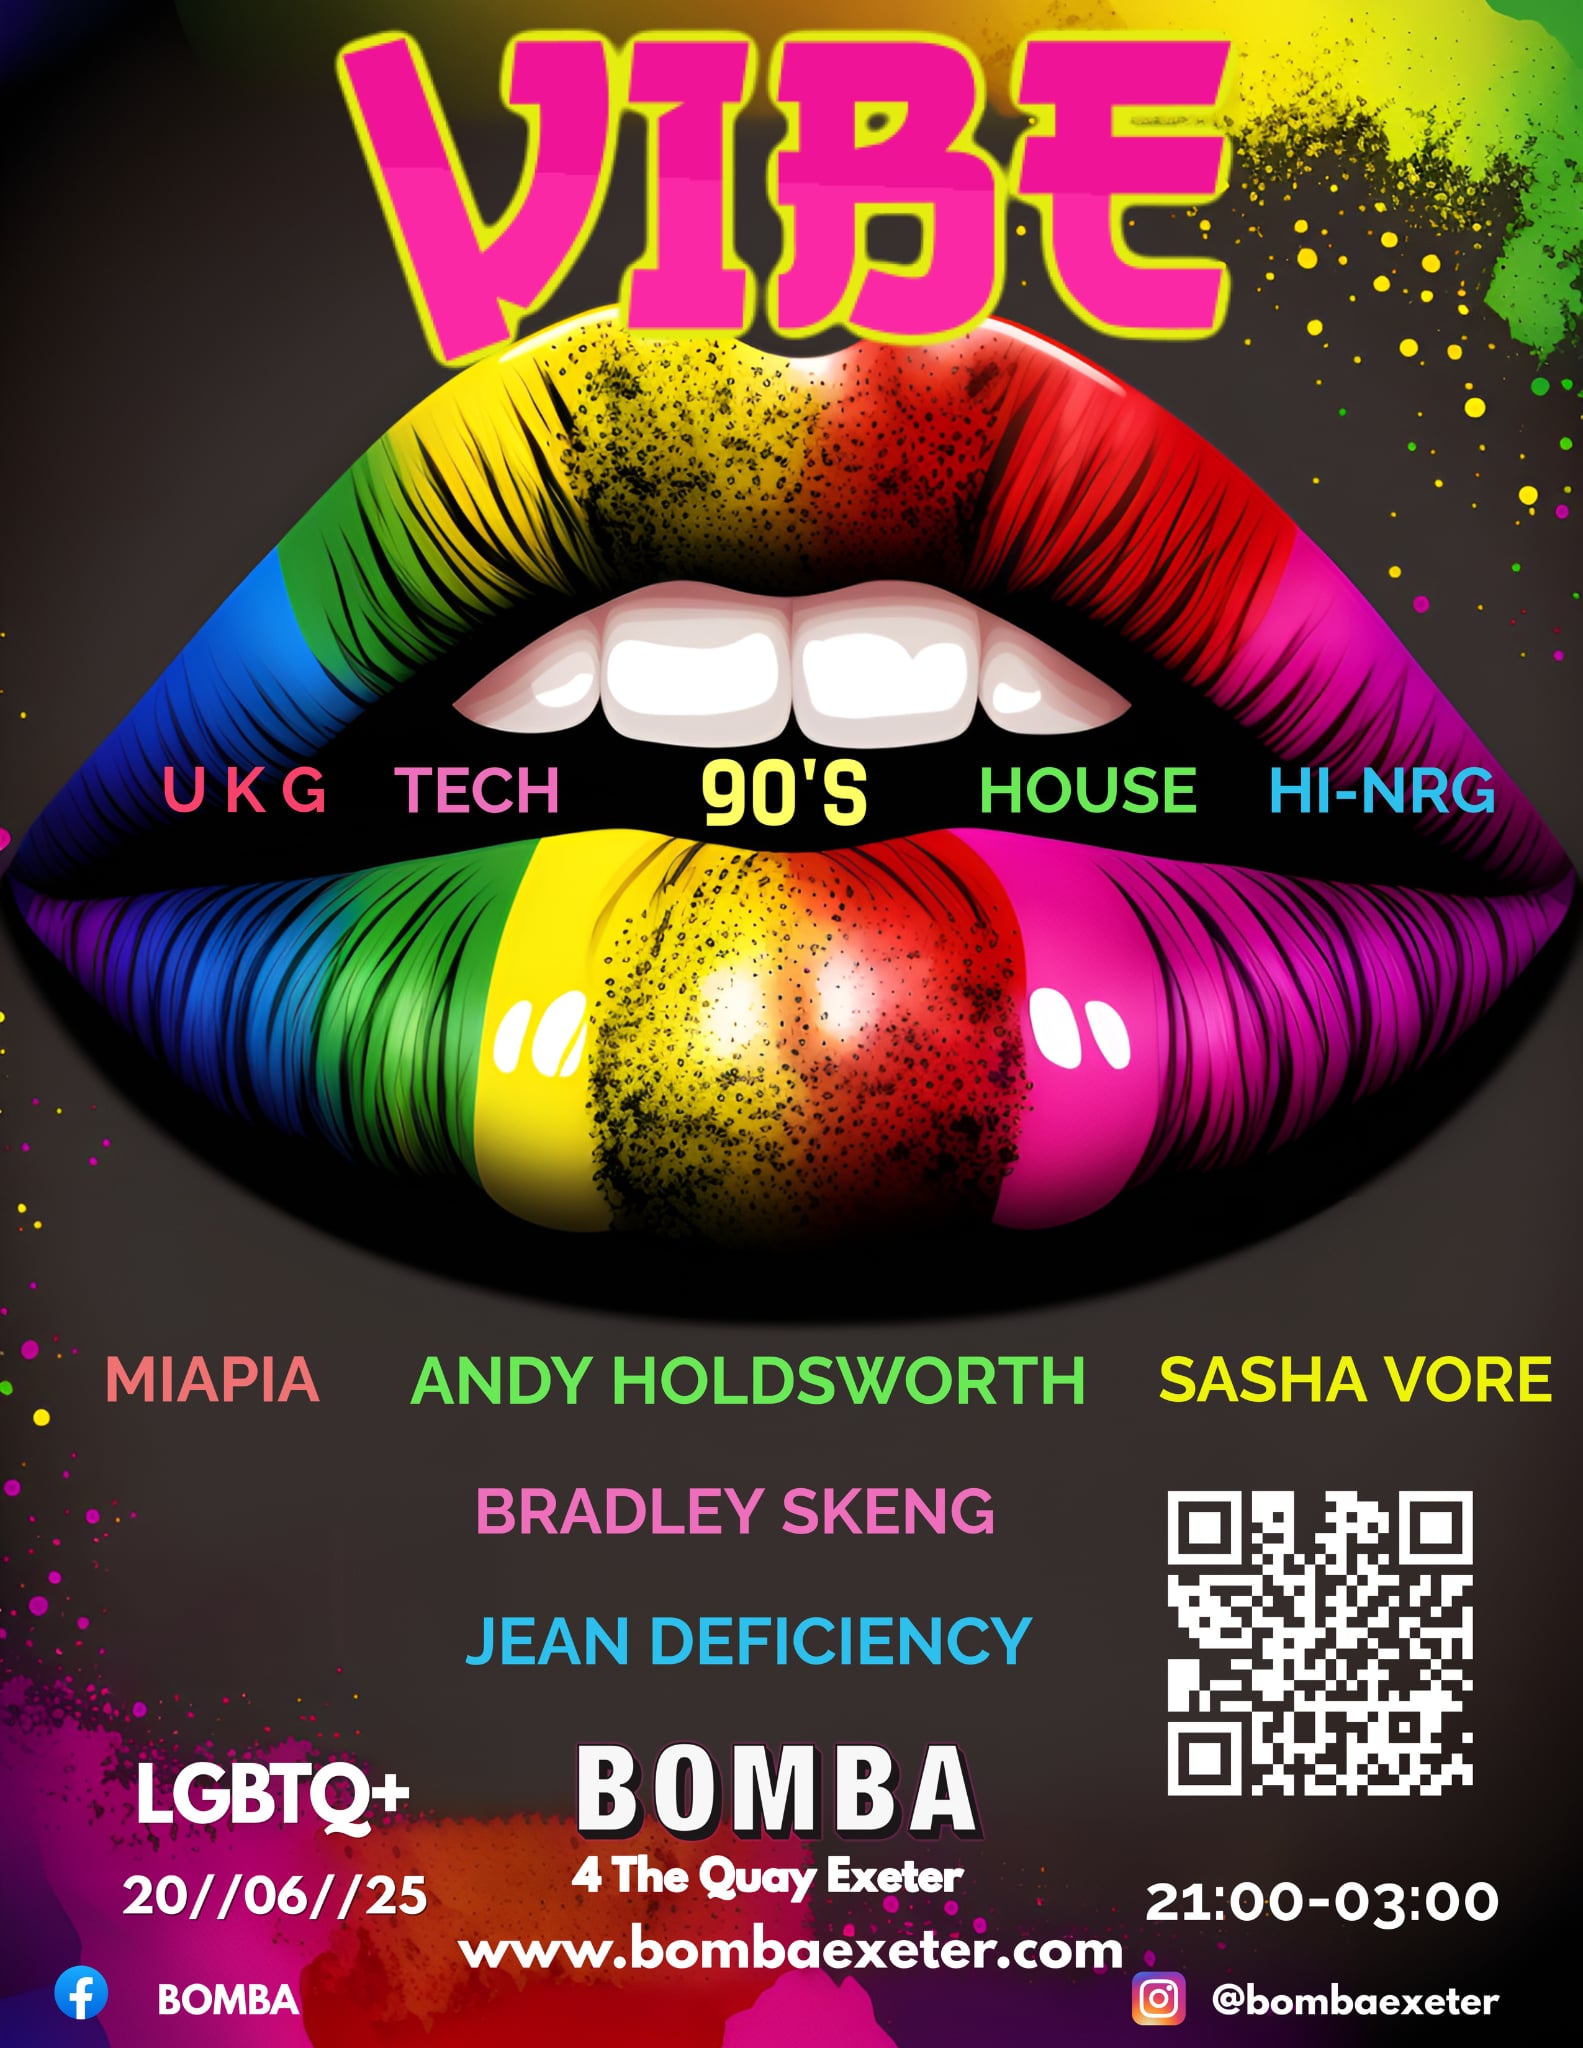 VIBE
UKG TECH 90'S HOUSE HI-NRG
MIAPIA ANDY HOLDSWORTH SASHA VORE
BRADLEY SKENG
JEAN DEFICIENCY
LGBTQ+ BOMBA
20//06//25 4 The Quay Exeter 21:00-03:00
www.bombaexeter.com
BOMBA @bombaexeter